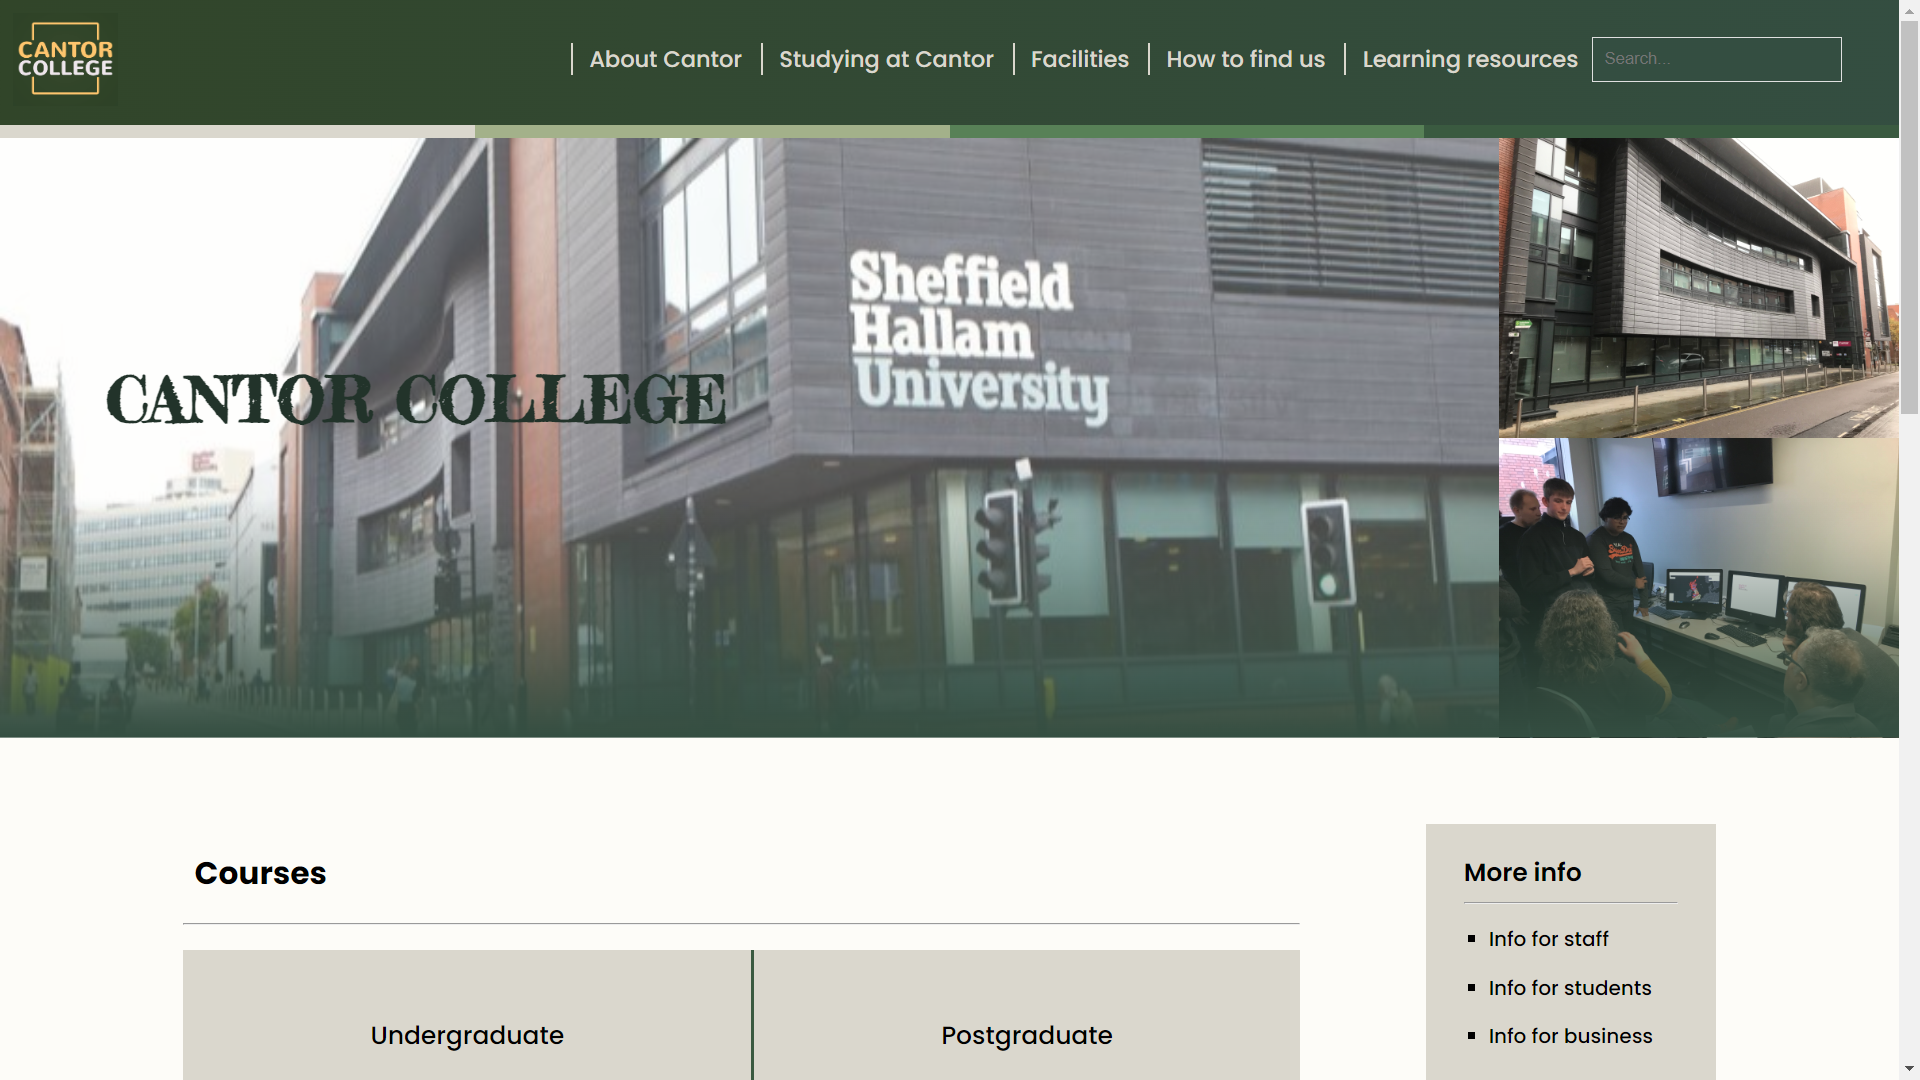 CANTOR
COLLEGE
About Cantor
Studying at Cantor
Facilities
How to find us
Learning resources
Search...
Sheffield
Hallam
University
CANTOR COLLEGE
Courses
More info
Info for staff
Info for students
Info for business
Undergraduate
Postgraduate